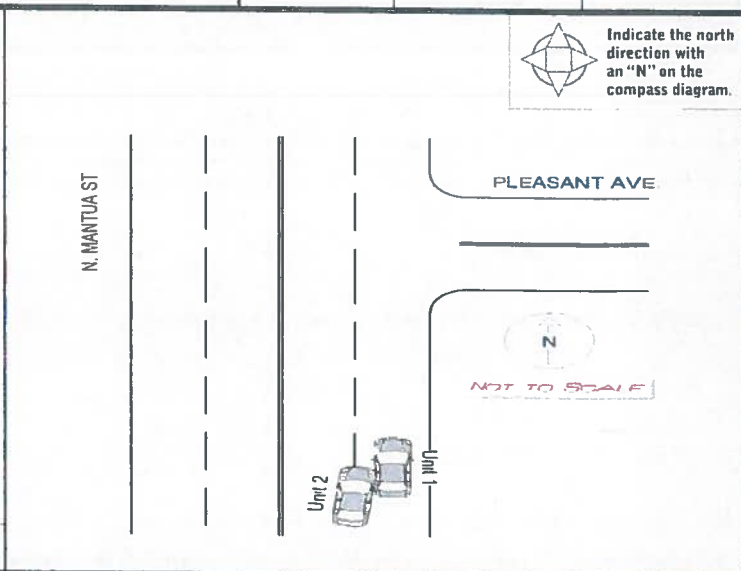 Indicate the north
direction with
an "N" on the
compass diagram.
N. MANTUA ST
PLEASANT AVE.
N
NOT TO SCALE
Unit 2
Unit 1